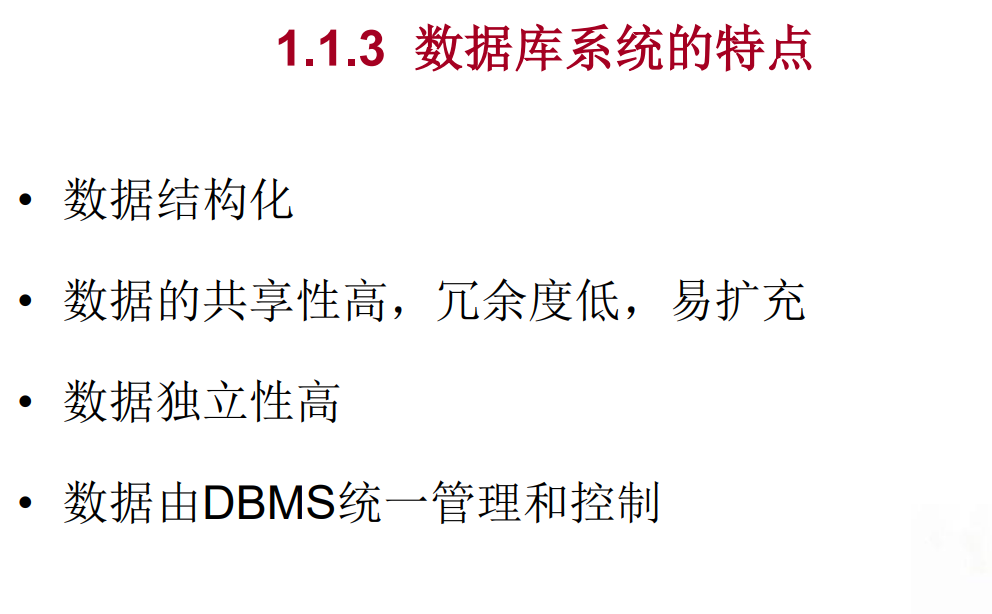 1.1.3 数据库系统的特点
• 数据结构化
• 数据的共享性高，冗余度低，易扩充
• 数据独立性高
• 数据由DBMS统一管理和控制